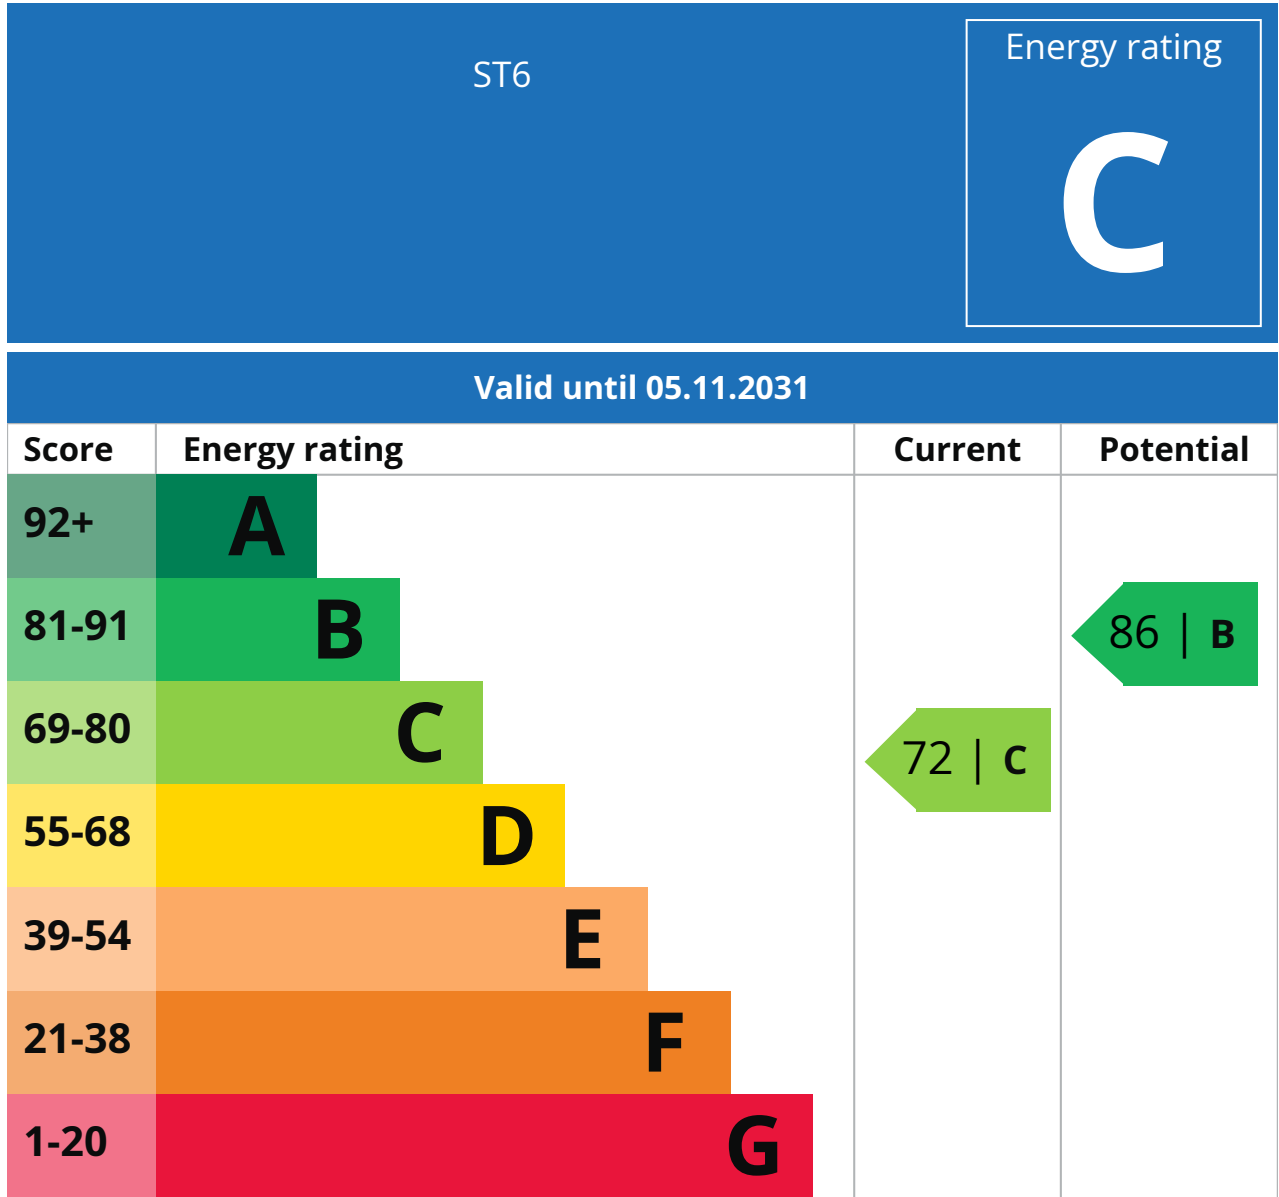 ST6
Energy rating
C
Valid until 05.11.2031
Score Energy rating Current Potential
92+ A
81-91 B 86 | B
69-80 C 72 | C
55-68 D
39-54 E
21-38 F
1-20 G